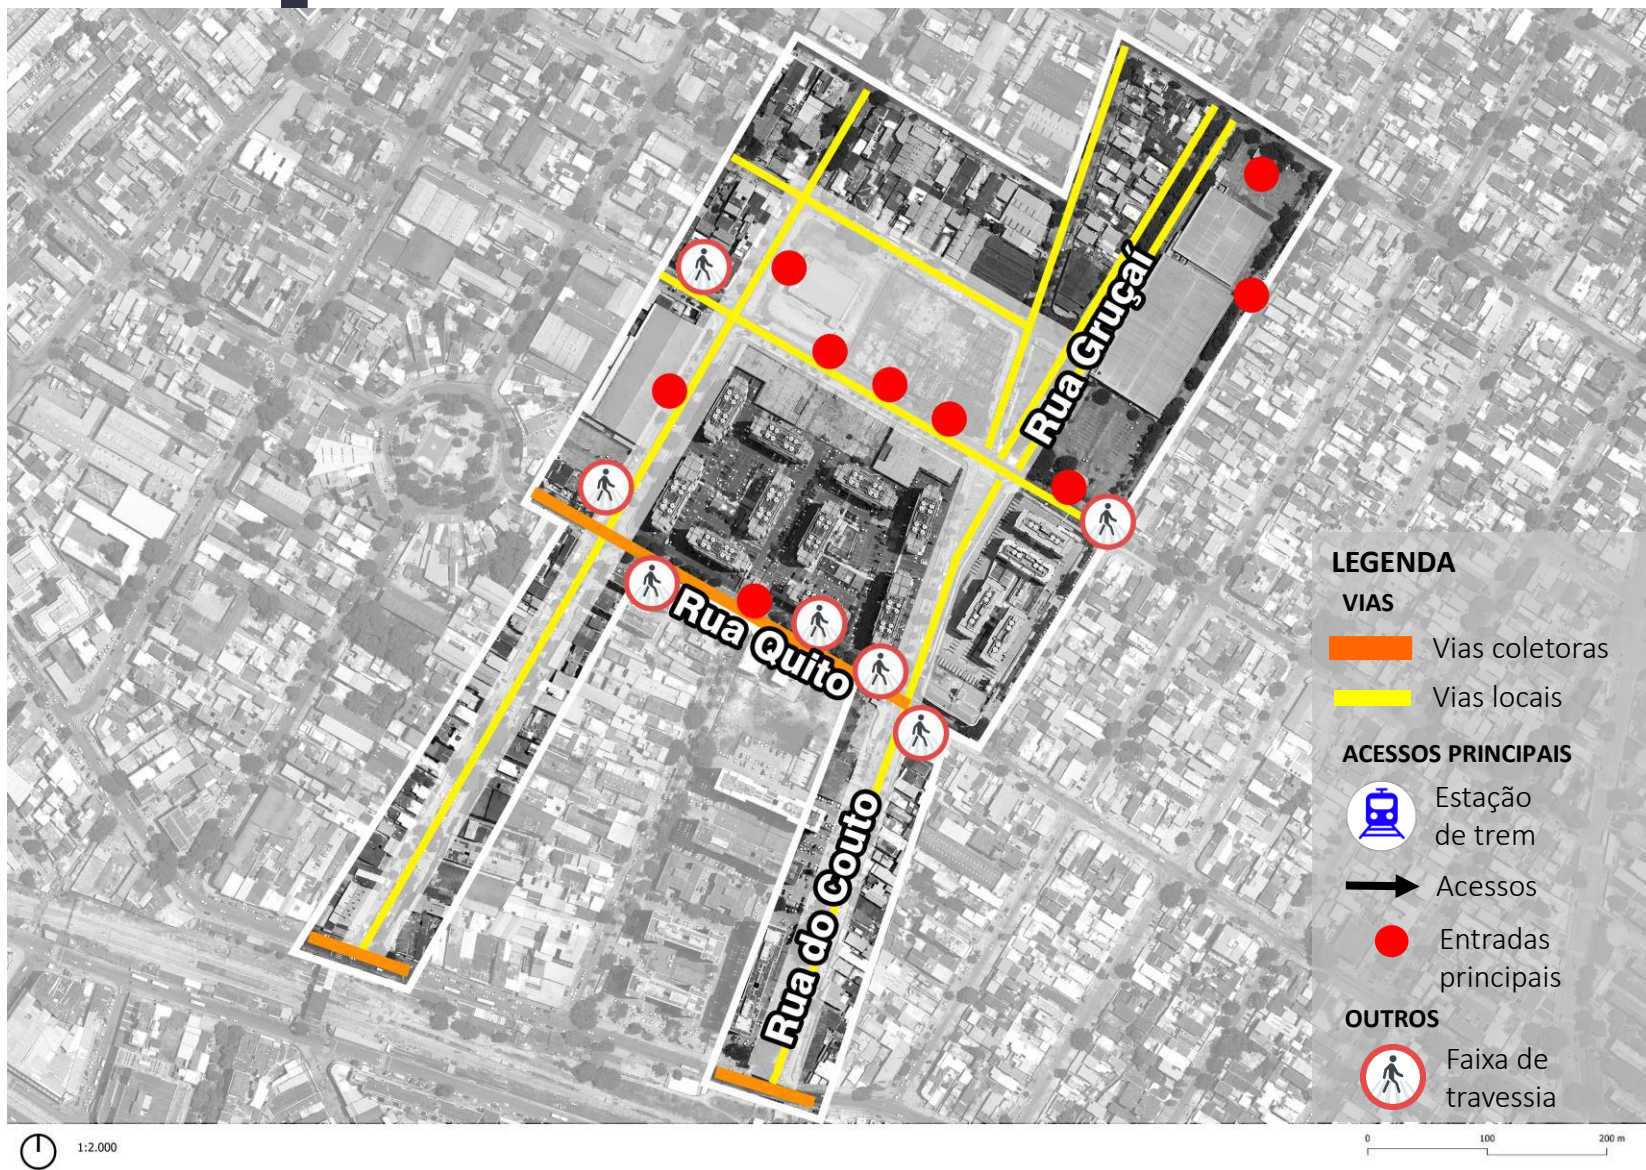 Rua Gruçaí
Rua Quito
Rua do Couto
LEGENDA
VIAS
Vias coletoras
Vias locais
ACESSOS PRINCIPAIS
Estação
de trem
Acessos
Entradas
principais
OUTROS
Faixa de
travessia
1:2.000
0 100 200 m